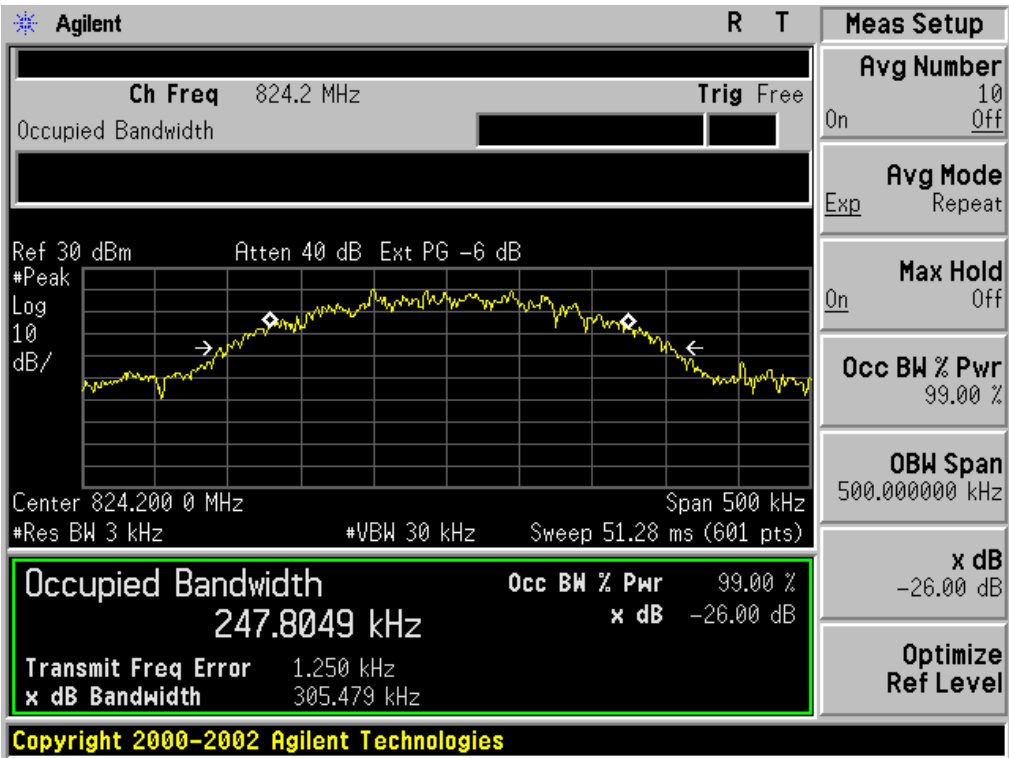 Agilent R T
Ch Freq 824.2 MHz Trig Free
Occupied Bandwidth
Ref 30 dBm Atten 40 dB Ext PG -6 dB
#Peak
Log
10
dB/
Center 824.200 0 MHz Span 500 kHz
#Res BW 3 kHz #VBW 30 kHz Sweep 51.28 ms (601 pts)
Occupied Bandwidth Occ BW % Pwr 99.00 %
247.8049 kHz x dB -26.00 dB
Transmit Freq Error 1.250 kHz
x dB Bandwidth 305.479 kHz
Copyright 2000-2002 Agilent Technologies
Meas Setup
Avg Number
10
On Off
Avg Mode
Exp Repeat
Max Hold
On Off
Occ BW % Pwr
99.00 %
OBW Span
500.000000 kHz
x dB
-26.00 dB
Optimize
Ref Level